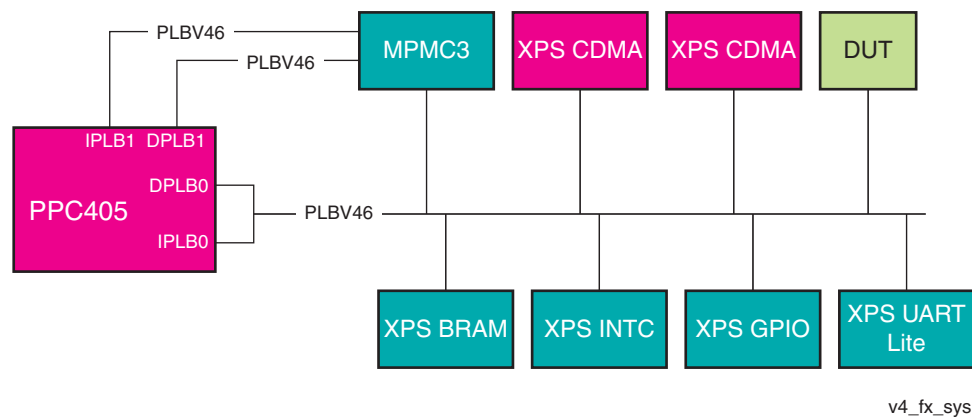 PLBV46
MPMC3
XPS CDMA
XPS CDMA
DUT
PLBV46
IPLB1 DPLB1
DPLB0
PPC405
PLBV46
IPLB0
XPS BRAM
XPS INTC
XPS GPIO
XPS UART
Lite
v4_fx_sys